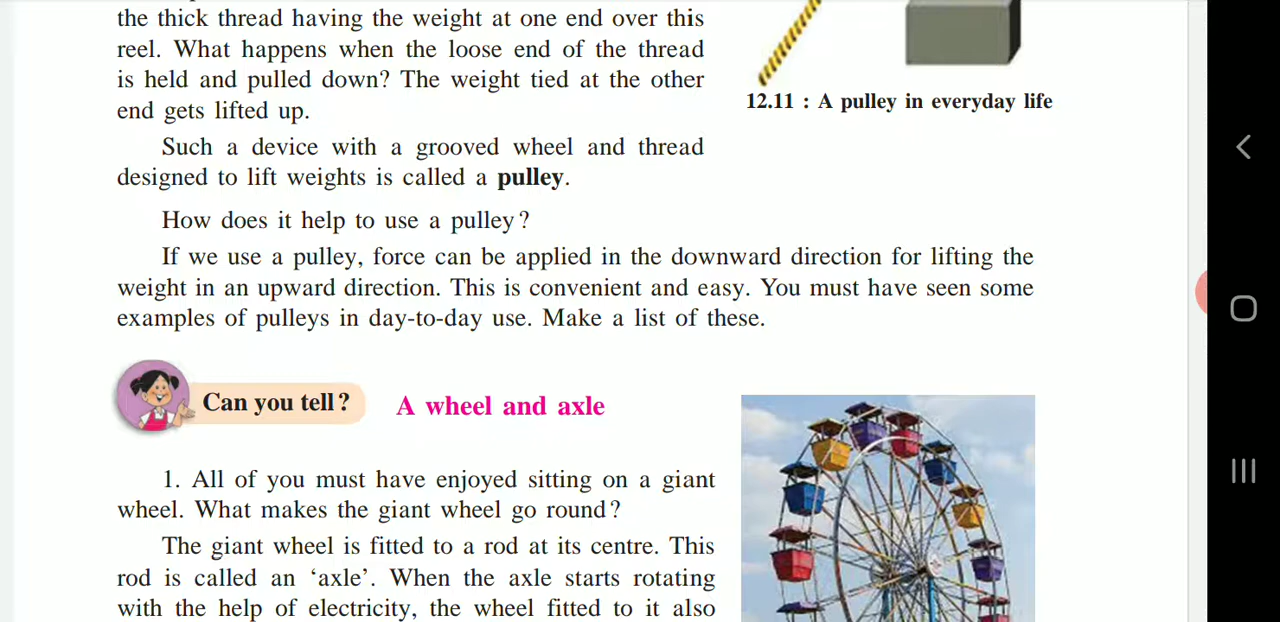 the thick thread having the weight at one end over this
reel. What happens when the loose end of the thread
is held and pulled down? The weight tied at the other
end gets lifted up.
12.11 : A pulley in everyday life
Such a device with a grooved wheel and thread
designed to lift weights is called a pulley.
How does it help to use a pulley?
If we use a pulley, force can be applied in the downward direction for lifting the
weight in an upward direction. This is convenient and easy. You must have seen some
examples of pulleys in day-to-day use. Make a list of these.
Can you tell?
A wheel and axle
1. All of you must have enjoyed sitting on a giant
wheel. What makes the giant wheel go round?
The giant wheel is fitted to a rod at its centre. This
rod is called an ‘axle’. When the axle starts rotating
with the help of electricity, the wheel fitted to it also